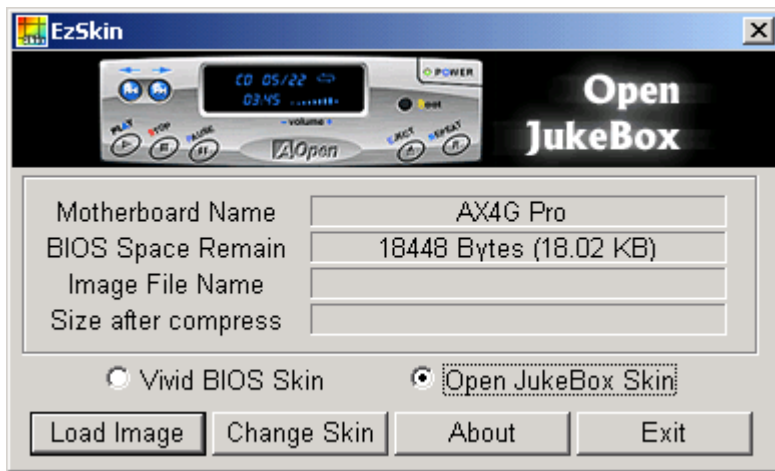 EzSkin
CD 05/22
03:45
POWER
- volume +
PLAY STOP PAUSE
AOpen
EJECT REPEAT
Open
JukeBox
Motherboard Name AX4G Pro
BIOS Space Remain 18448 Bytes (18.02 KB)
Image File Name
Size after compress
Vivid BIOS Skin Open JukeBox Skin
Load Image Change Skin About Exit